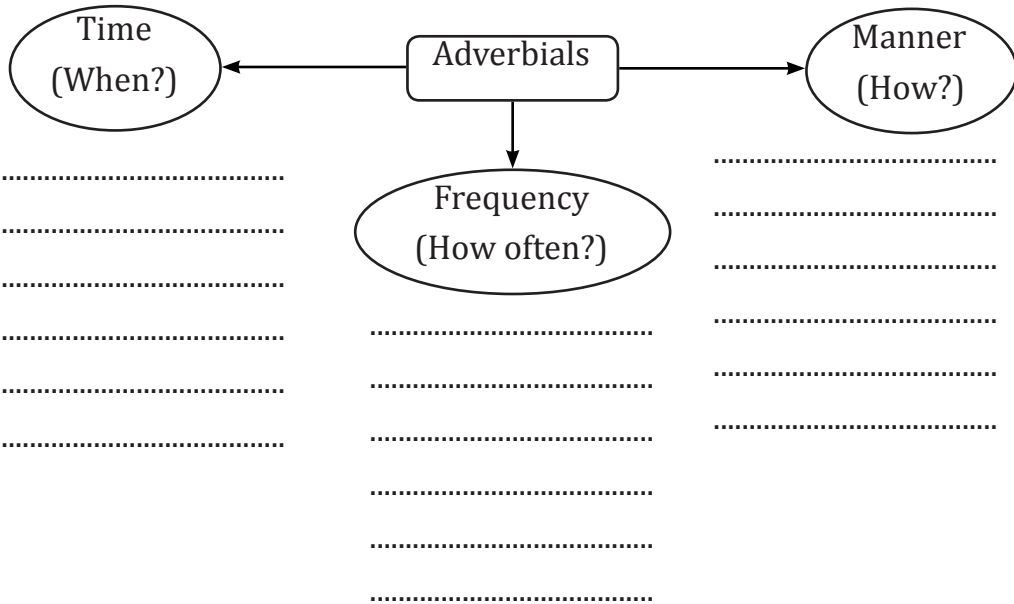 Adverbials
Time
(When?)
Manner
(How?)
Frequency
(How often?)